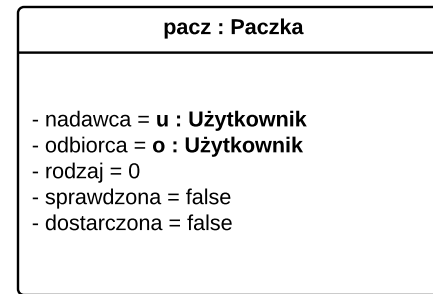 pacz : Paczka
- nadawca = u : Użytkownik
- odbiorca = o : Użytkownik
- rodzaj = 0
- sprawdzona = false
- dostarczona = false